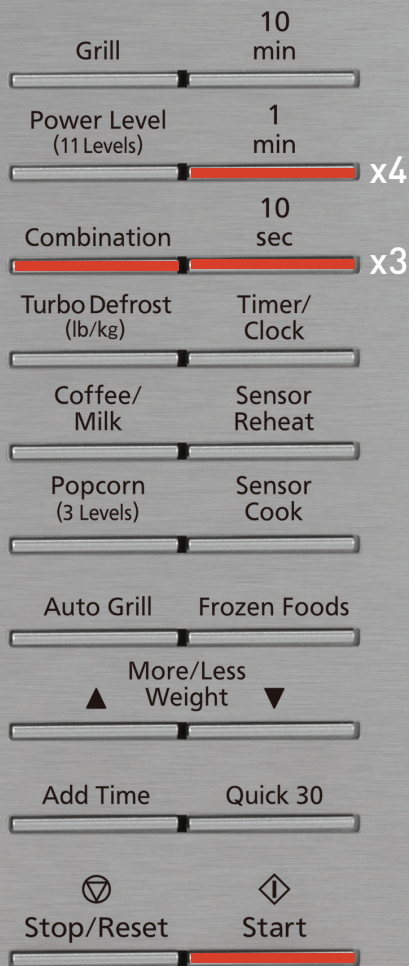 10
Grill min
Power Level 1
(11 Levels) min
x4
10
Combination sec
x3
Turbo Defrost Timer/
(lb/kg) Clock
Coffee/ Sensor
Milk Reheat
Popcorn Sensor
(3 Levels) Cook
Auto Grill Frozen Foods
More/Less
▲ Weight ▼
Add Time Quick 30
Stop/Reset Start